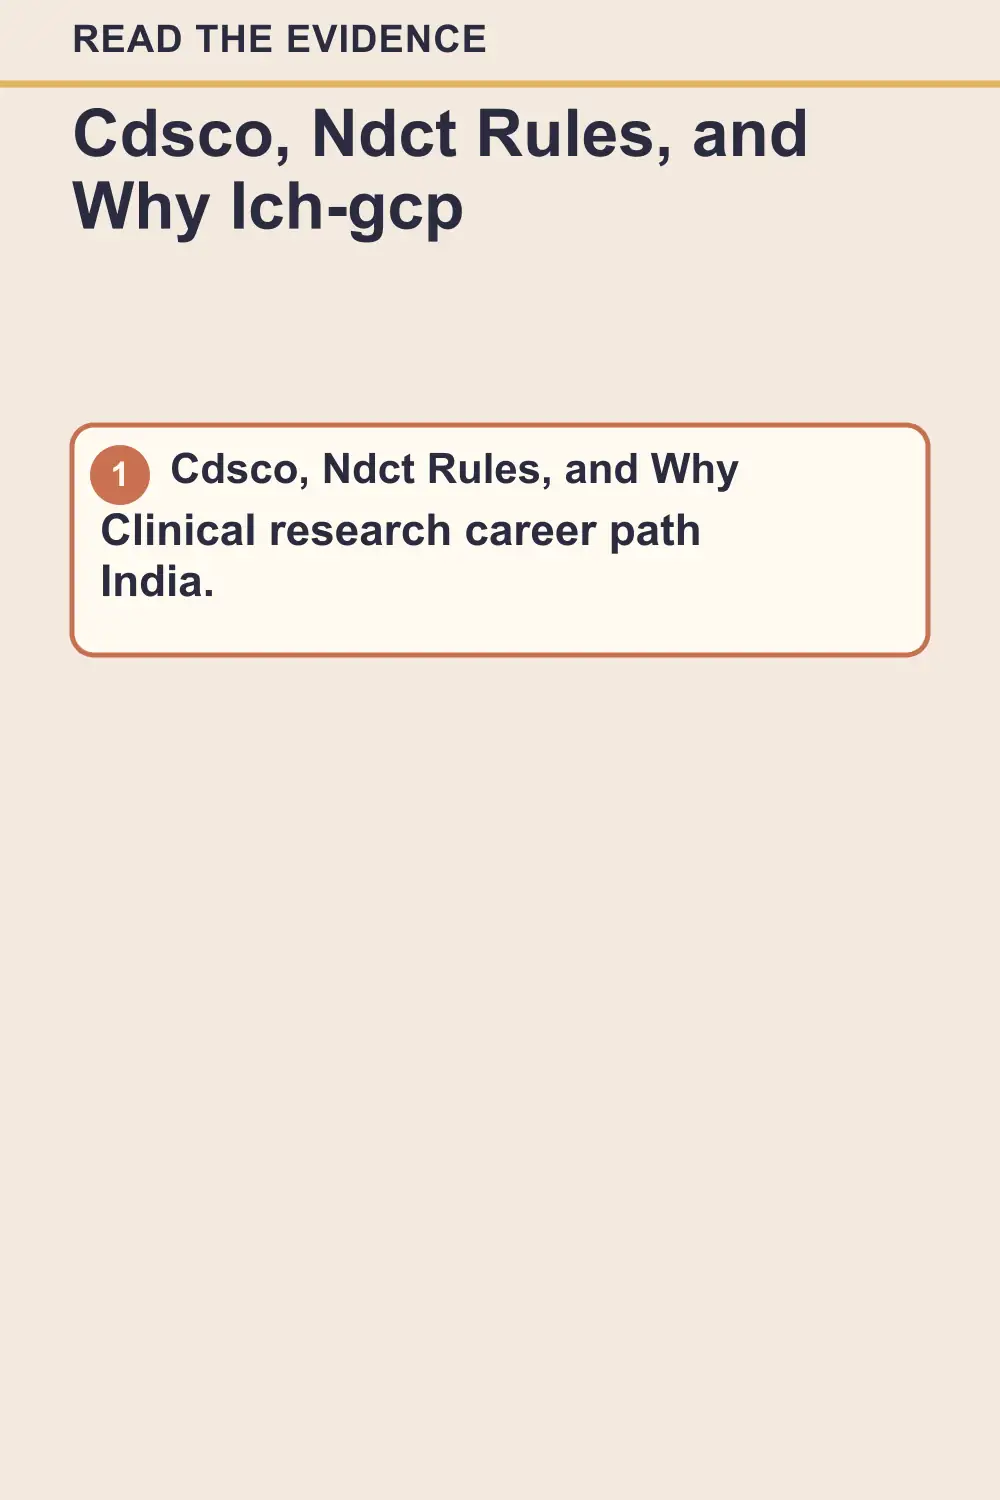 READ THE EVIDENCE
Cdsco, Ndct Rules, and
Why Ich-gcp
1 Cdsco, Ndct Rules, and Why
Clinical research career path
India.